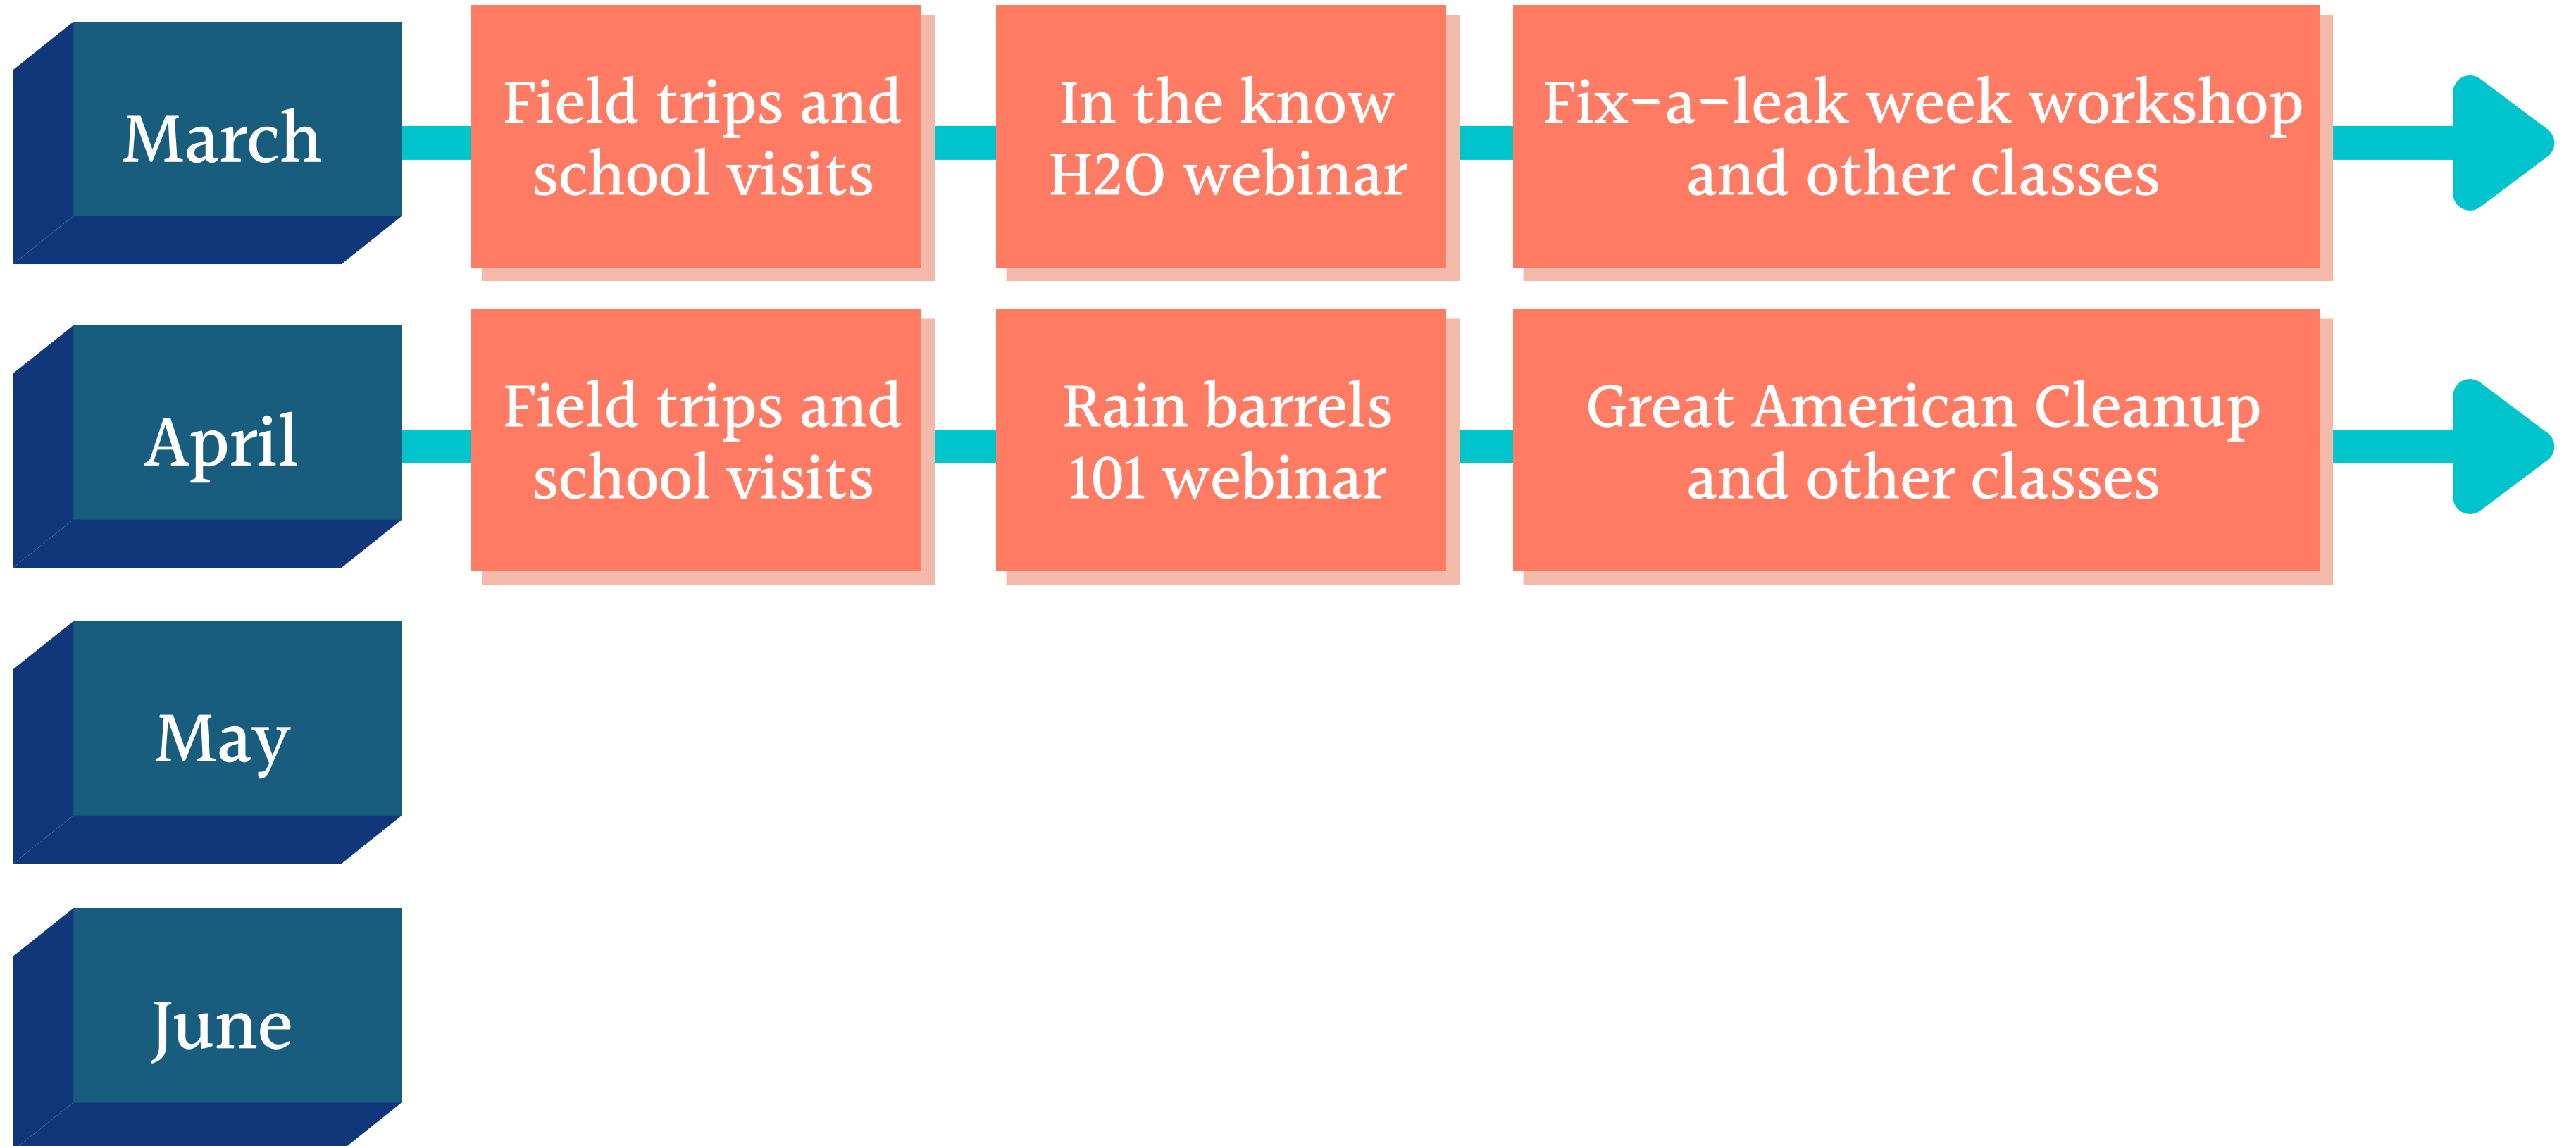 March
Field trips and
school visits
In the know
H2O webinar
Fix-a-leak week workshop
and other classes
April
Field trips and
school visits
Rain barrels
101 webinar
Great American Cleanup
and other classes
May
June